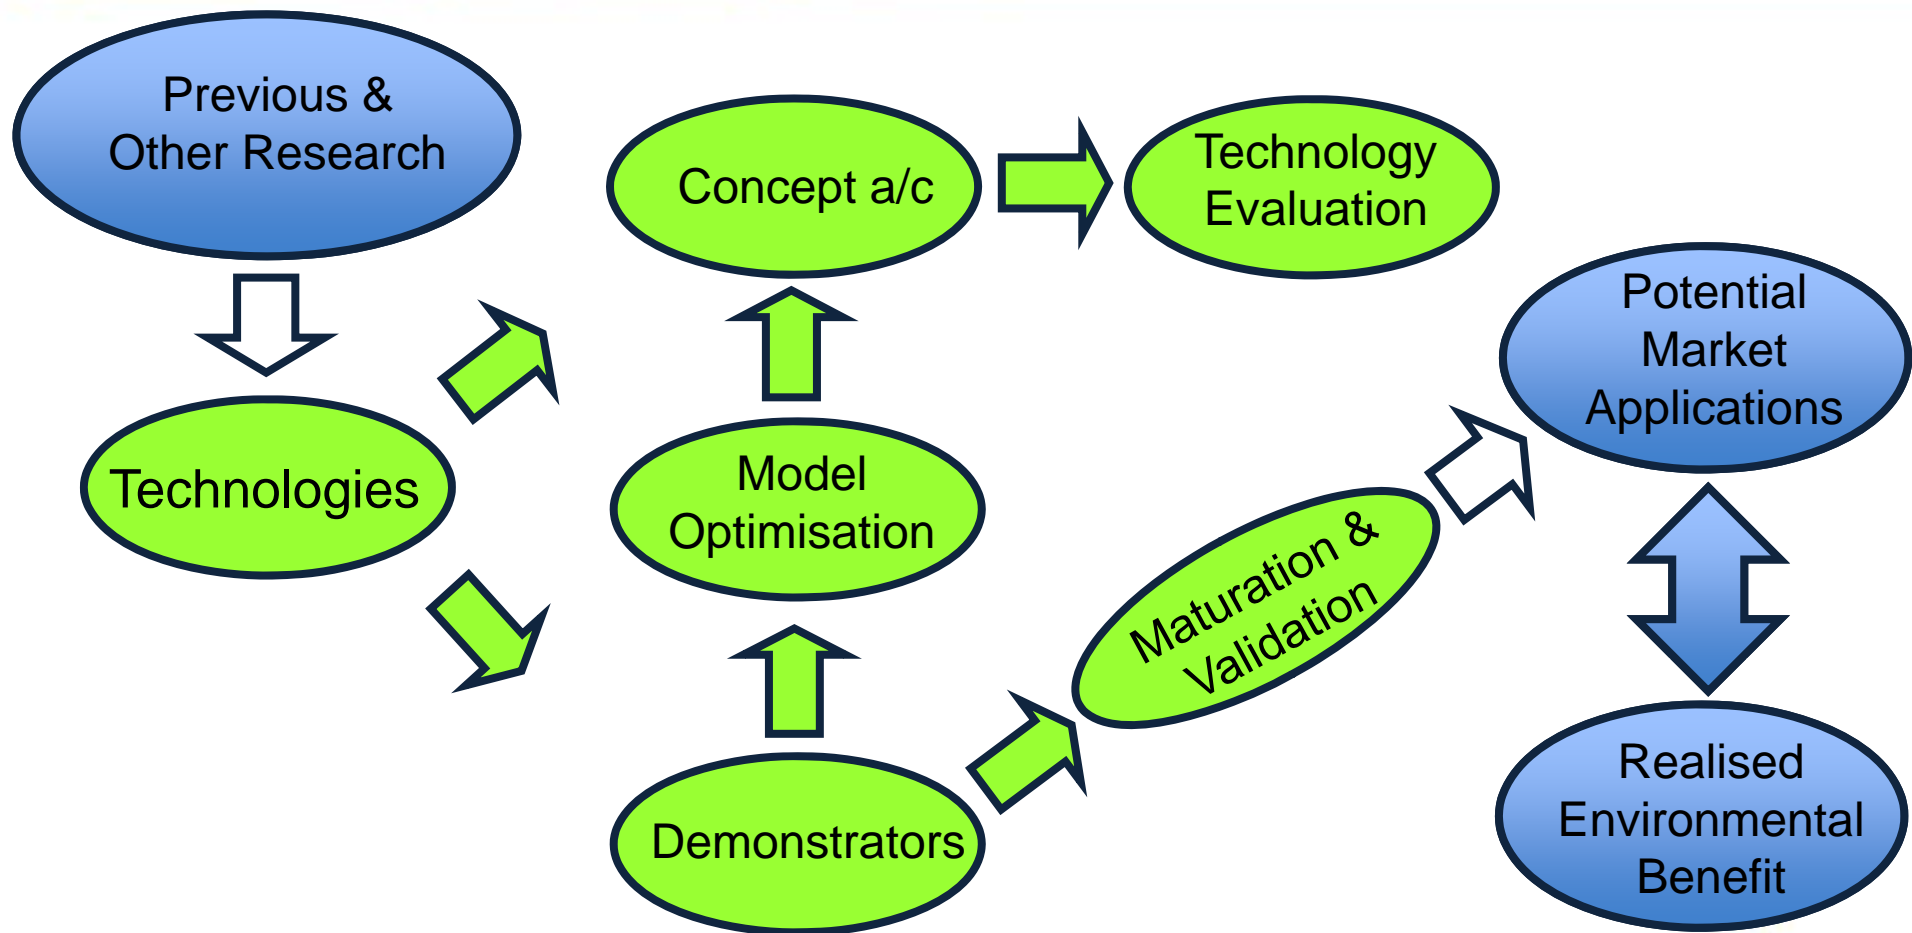 Previous &
Other Research
Concept a/c
Technology
Evaluation
Potential
Market
Applications
Technologies
Model
Optimisation
Maturation &
Validation
Demonstrators
Realised
Environmental
Benefit